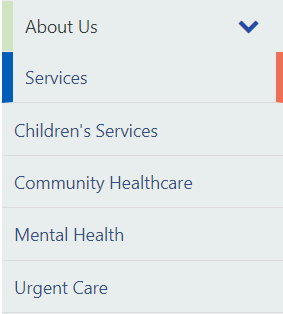 About Us
Services
Children's Services
Community Healthcare
Mental Health
Urgent Care